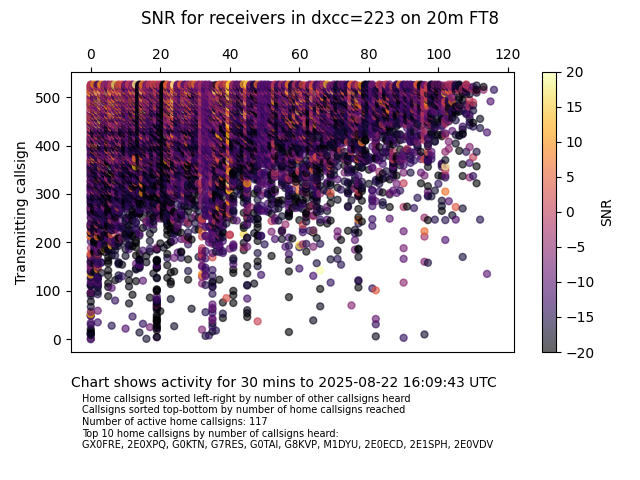 SNR for receivers in dxcc=223 on 20m FT8
0 20 40 60 80 100 120
500
400
300
200
100
0
Transmitting callsign
20
15
10
5
0
−5
−10
−15
−20
SNR
Chart shows activity for 30 mins to 2025-08-22 16:09:43 UTC
Home callsigns sorted left-right by number of other callsigns heard
Callsigns sorted top-bottom by number of home callsigns reached
Number of active home callsigns: 117
Top 10 home callsigns by number of callsigns heard:
GX0FRE, 2E0XPQ, G0KTN, G7RES, G0TAI, G8KVP, M1DYU, 2E0ECD, 2E1SPH, 2E0VDV